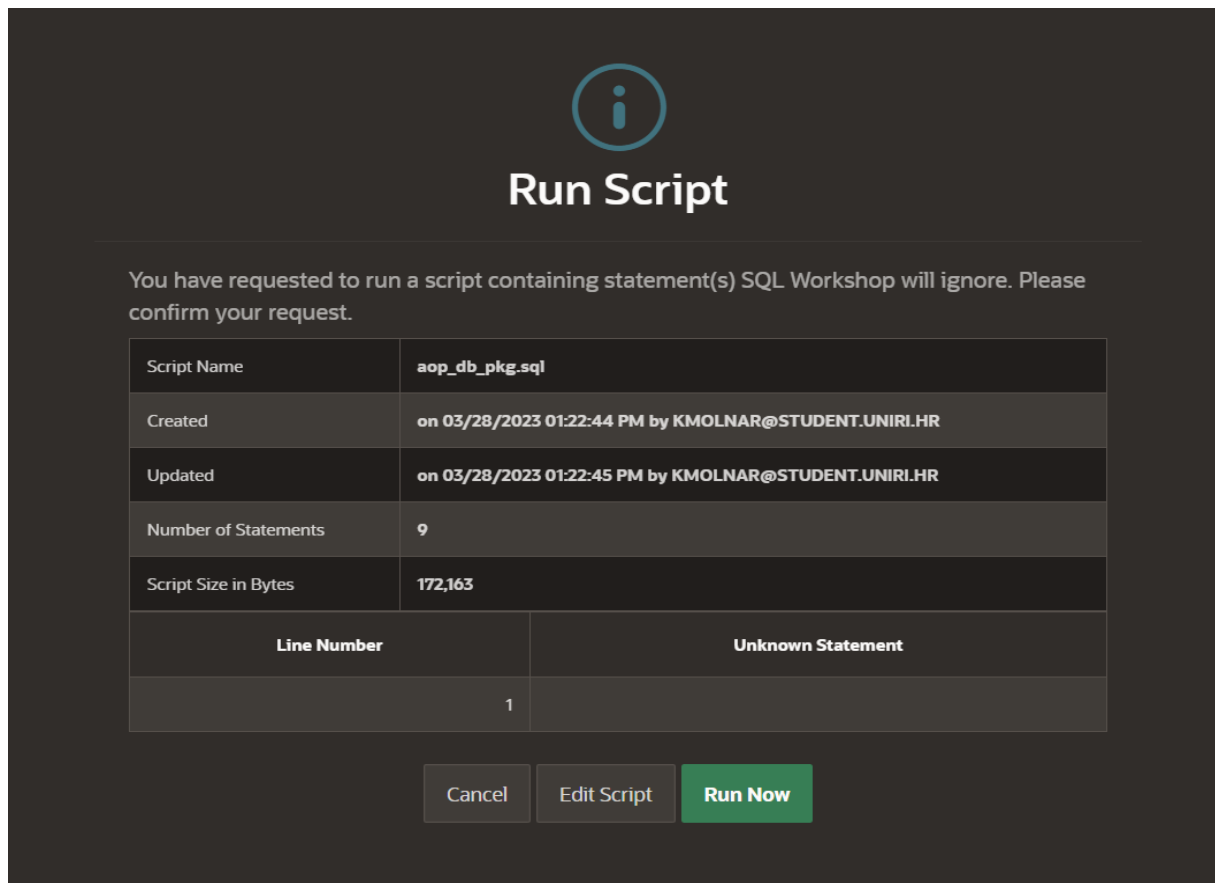 Run Script
You have requested to run a script containing statement(s) SQL Workshop will ignore. Please
confirm your request.
Script Name aop_db_pkg.sql
Created on 03/28/2023 01:22:44 PM by KMOLNAR@STUDENT.UNIRI.HR
Updated on 03/28/2023 01:22:45 PM by KMOLNAR@STUDENT.UNIRI.HR
Number of Statements 9
Script Size in Bytes 172,163
Line Number Unknown Statement
1
Cancel Edit Script Run Now